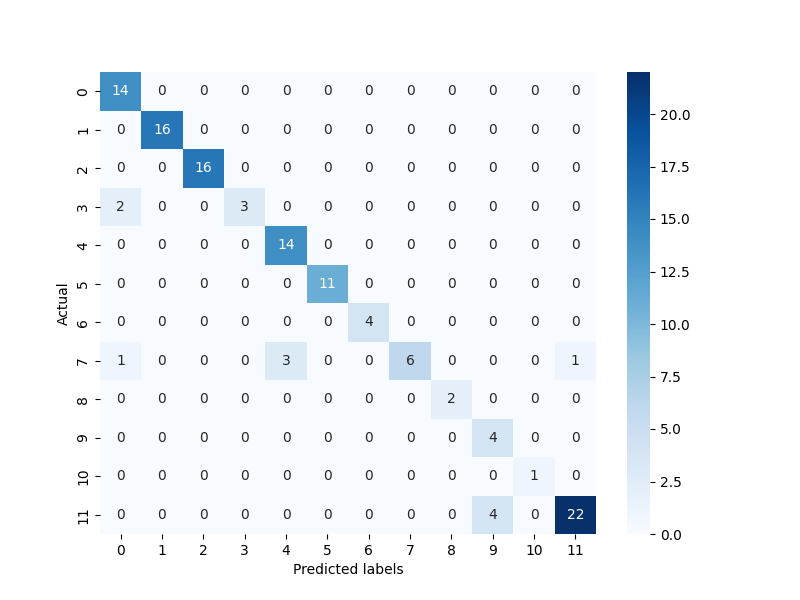 0 14 0 0 0 0 0 0 0 0 0 0 0
1 0 16 0 0 0 0 0 0 0 0 0 0
2 0 0 16 0 0 0 0 0 0 0 0 0
3 2 0 0 3 0 0 0 0 0 0 0 0
4 0 0 0 0 14 0 0 0 0 0 0 0
5 0 0 0 0 0 11 0 0 0 0 0 0
6 0 0 0 0 0 0 4 0 0 0 0 0
7 1 0 0 0 3 0 0 6 0 0 0 1
8 0 0 0 0 0 0 0 0 2 0 0 0
9 0 0 0 0 0 0 0 0 0 4 0 0
10 0 0 0 0 0 0 0 0 0 0 1 0
11 0 0 0 0 0 0 0 0 0 4 0 22
0 1 2 3 4 5 6 7 8 9 10 11
Predicted labels
Actual
20.0
17.5
15.0
12.5
10.0
7.5
5.0
2.5
0.0